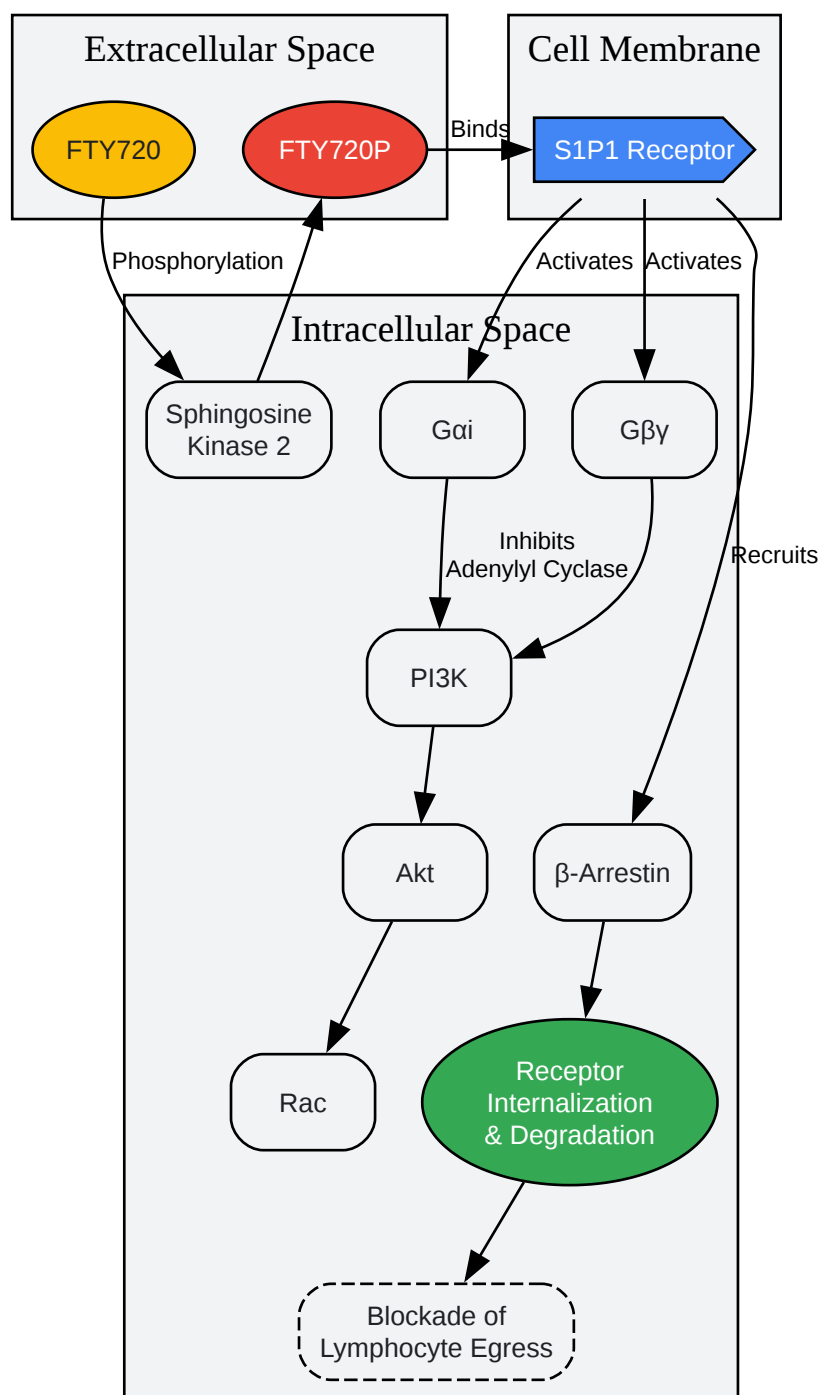 Extracellular Space
Cell Membrane
FTY720
FTY720P
Binds
S1P1 Receptor
Phosphorylation
Activates
Activates
Intracellular Space
Sphingosine
Kinase 2
Gαi
Gβγ
Inhibits
Adenylyl Cyclase
Recruits
PI3K
Akt
β-Arrestin
Rac
Receptor
Internalization
& Degradation
Blockade of
Lymphocyte Egress